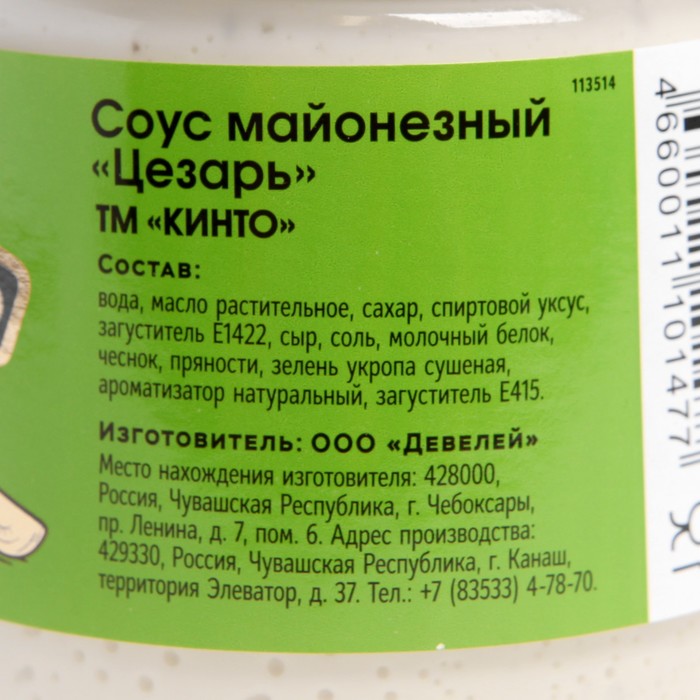 113514
Соус майонезный
«Цезарь»
ТМ «КИНТО»
Состав:
вода, масло растительное, сахар, спиртовой уксус,
загуститель Е1422, сыр, соль, молочный белок,
чеснок, пряности, зелень укропа сушеная,
ароматизатор натуральный, загуститель Е415.
Изготовитель: ООО «Девелей»
Место нахождения изготовителя: 428000,
Россия, Чувашская Республика, г. Чебоксары,
пр. Ленина, д. 7, пом. 6. Адрес производства:
429330, Россия, Чувашская Республика, г. Канаш,
территория Элеватор, д. 37. Тел.: +7 (83533) 4-78-70.
4660011101477